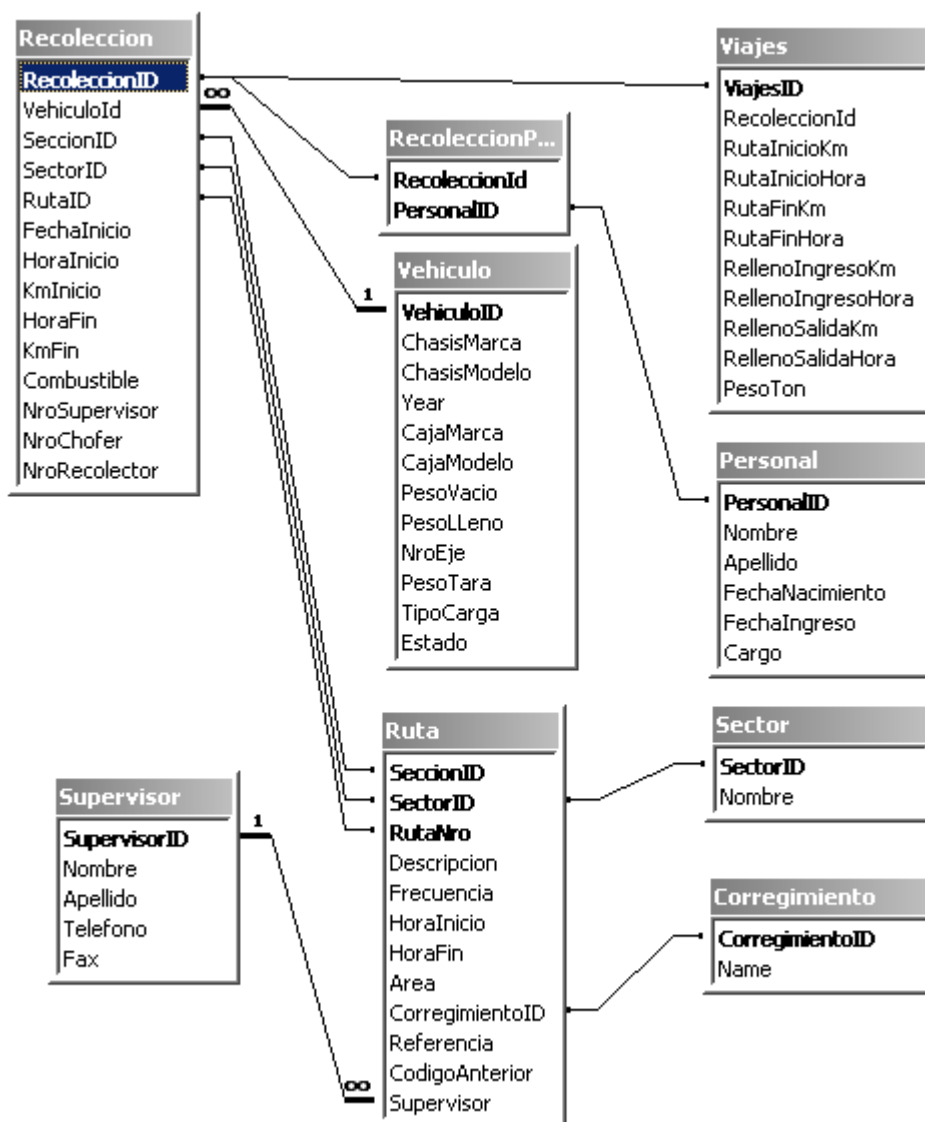 Recoleccion
RecoleccionID
VehiculoId
SeccionID
SectorID
RutaID
FechaInicio
HoraInicio
KmInicio
HoraFin
KmFin
Combustible
NroSupervisor
NroChofer
NroRecolector
∞
RecoleccionP...
RecoleccionId
PersonalID
1
Vehiculo
VehiculoID
ChasisMarca
ChasisModelo
Year
CajaMarca
CajaModelo
PesoVacio
PesoLLeno
NroEje
PesoTara
TipoCarga
Estado
Viajes
ViajesID
RecoleccionId
RutaInicioKm
RutaInicioHora
RutaFinKm
RutaFinHora
RellenoIngresoKm
RellenoIngresoHora
RellenoSalidaKm
RellenoSalidaHora
PesoTon
Personal
PersonalID
Nombre
Apellido
FechaNacimiento
FechaIngreso
Cargo
Supervisor
SupervisorID
Nombre
Apellido
Telefono
Fax
1
∞
Ruta
SeccionID
SectorID
RutaNro
Descripcion
Frecuencia
HoraInicio
HoraFin
Area
CorregimientoID
Referencia
CodigoAnterior
Supervisor
Sector
SectorID
Nombre
Corregimiento
CorregimientoID
Name